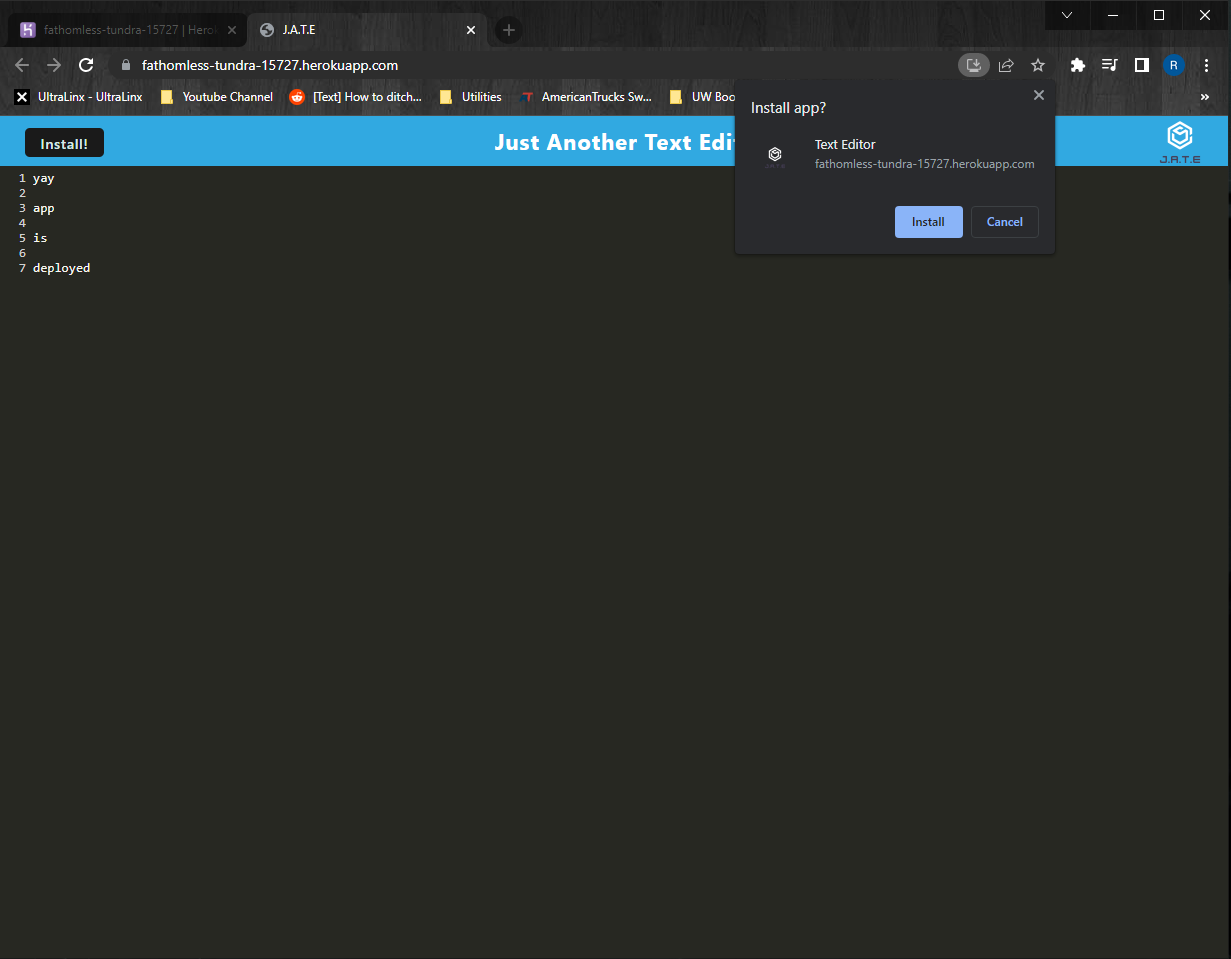 fathomless-tundra-15727 | Herok
J.A.T.E
fathomless-tundra-15727.herokuapp.com
R
UltraLinx - UltraLinx
Youtube Channel
[Text] How to ditch...
Utilities
AmericanTrucks Sw...
UW Boo
Install app?
Text Editor
fathomless-tundra-15727.herokuapp.com
Install
Cancel
Install!
Just Another Text Edit
J.A.T.E
1 yay
2
3 app
4
5 is
6
7 deployed